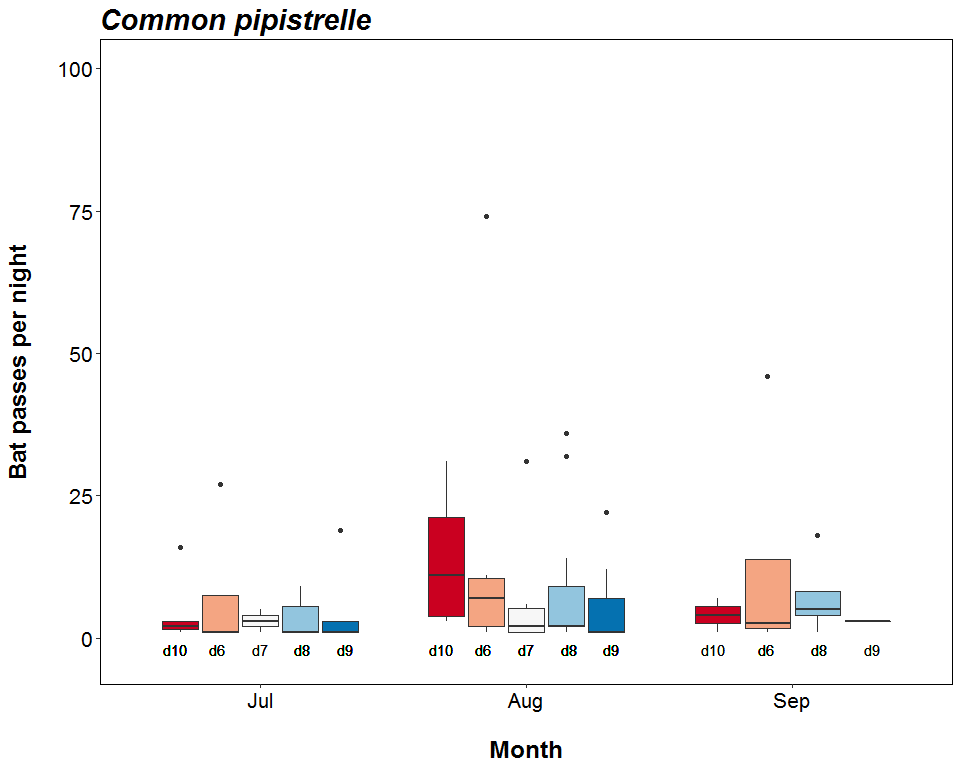 Common pipistrelle
100
75
50
25
0
Bat passes per night
d10 d6 d7 d8 d9 d10 d6 d7 d8 d9 d10 d6 d8 d9
Jul Aug Sep
Month